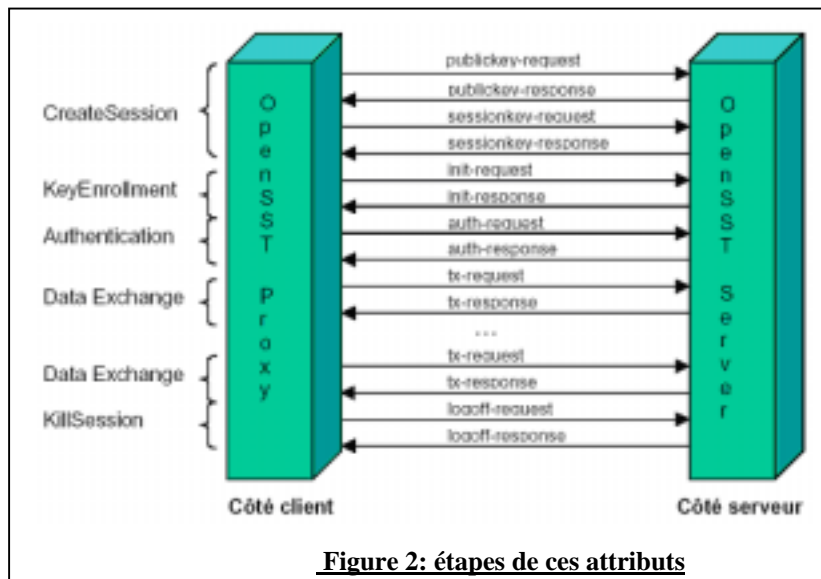 publickey-request
publickey-response
CreateSession
sessionkey-request
sessionkey-response
init-request
KeyEnrollment
init-response
auth-request
Authentication
auth-response
tx-request
Data Exchange
tx-response
...
tx-request
Data Exchange
tx-response
logoff-request
KillSession
logoff-response
OpenSST Proxy
OpenSST Server
Côté client
Côté serveur
Figure 2: étapes de ces attributs